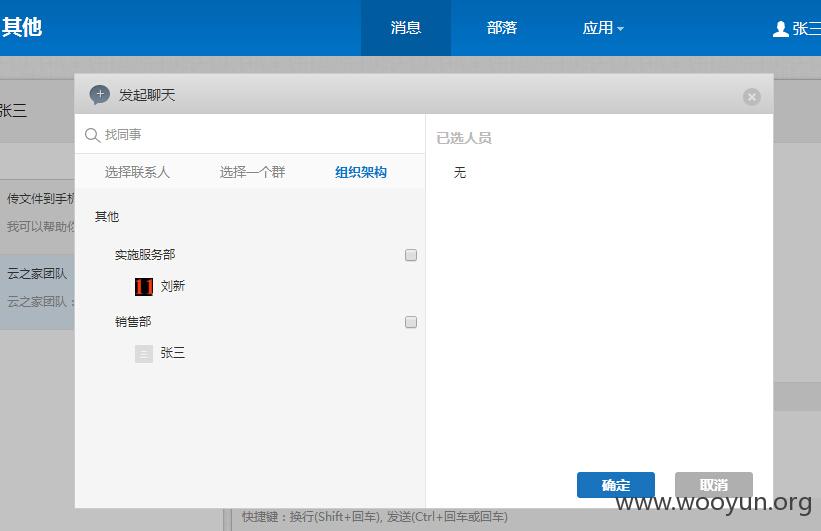 其他
消息
部落
应用
张三
张三
发起聊天
找同事
已选人员
选择联系人
选择一个群
组织架构
无
其他
实施服务部
刘新
销售部
三
张三
传文件到手机
我可以帮助你
云之家团队
云之家团队：
确定
取消
www.wooyun.org
快捷键：换行(Shift+回车), 发送(Ctrl+回车或回车)